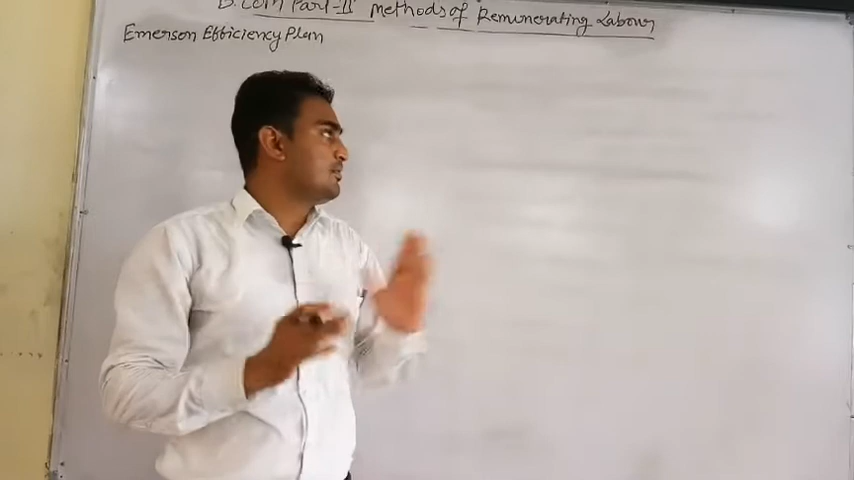 B.Com Part-II Methods of Remunerating Labour
Emerson Efficiency Plan